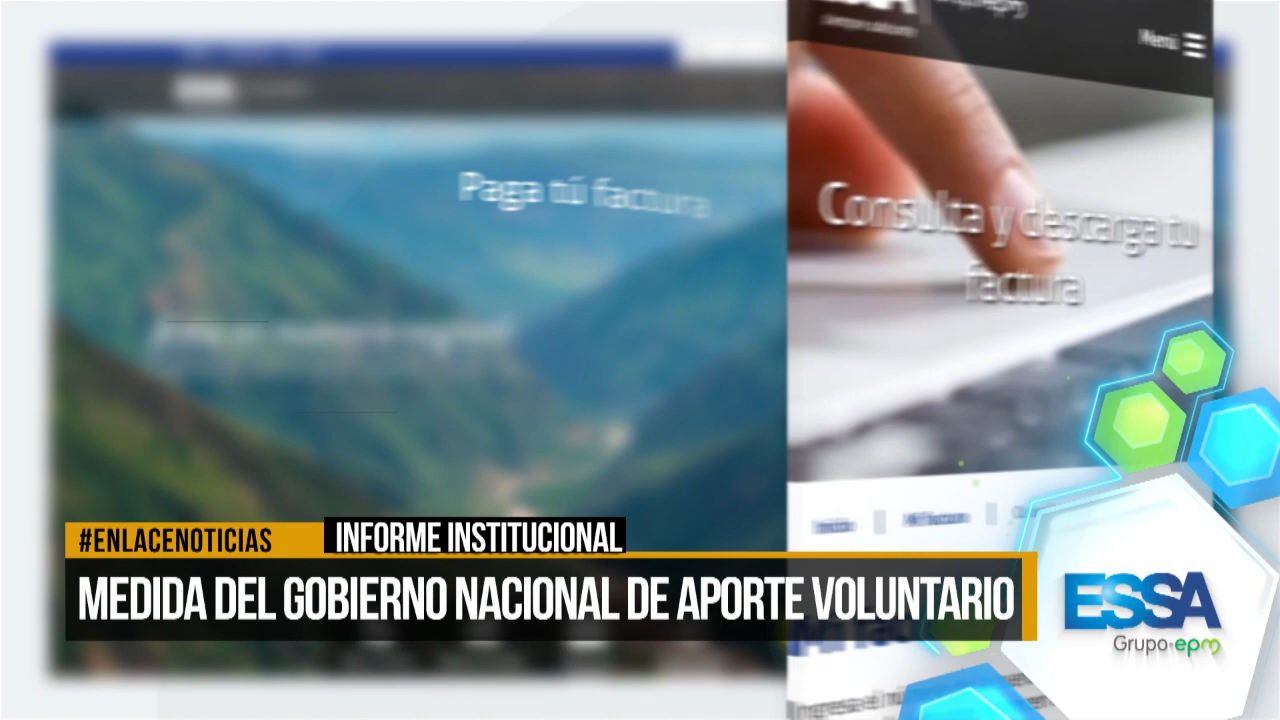 Menú
Paga tú factura
Consulta y descarga tu
factura
#ENLACENOTICIAS
INFORME INSTITUCIONAL
MEDIDA DEL GOBIERNO NACIONAL DE APORTE VOLUNTARIO
ESSA
Grupo·epm